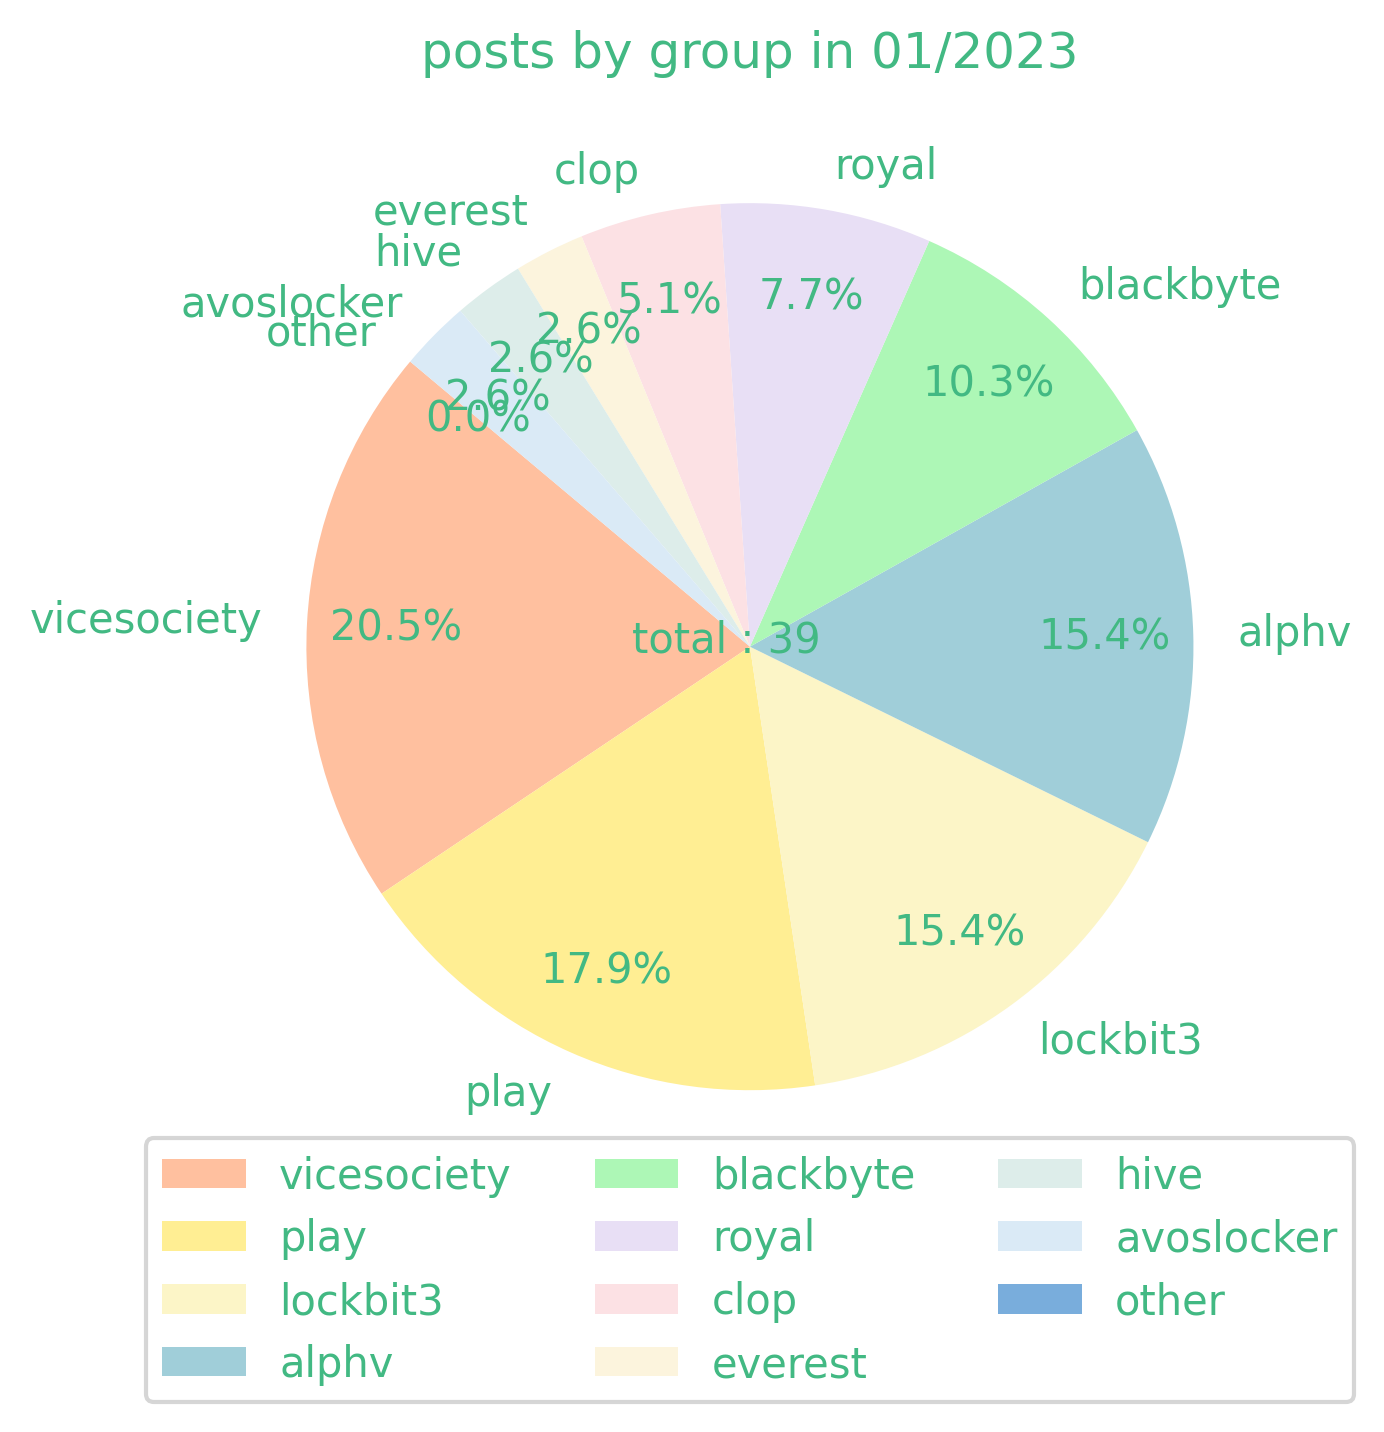 posts by group in 01/2023
royal
clop
everest
hive
blackbyte
avoslocker
other
5.1%
7.7%
2.6%
2.6%
10.3%
2.6%
0.0%
vicesociety
20.5%
total : 39
15.4%
alphv
15.4%
17.9%
lockbit3
play
vicesociety
play
lockbit3
alphv
blackbyte
royal
clop
everest
hive
avoslocker
other